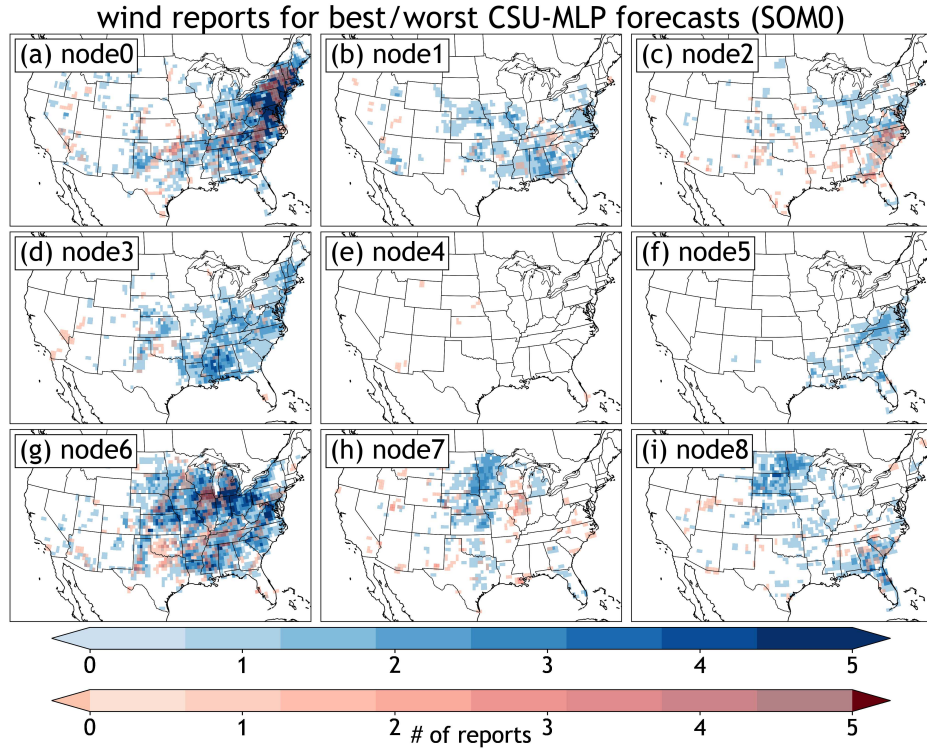 wind reports for best/worst CSU-MLP forecasts (SOM0)
(a) node0 (b) node1 (c) node2
(d) node3 (e) node4 (f) node5
(g) node6 (h) node7 (i) node8
0 1 2 3 4 5
0 1 2 3 4 5
# of reports